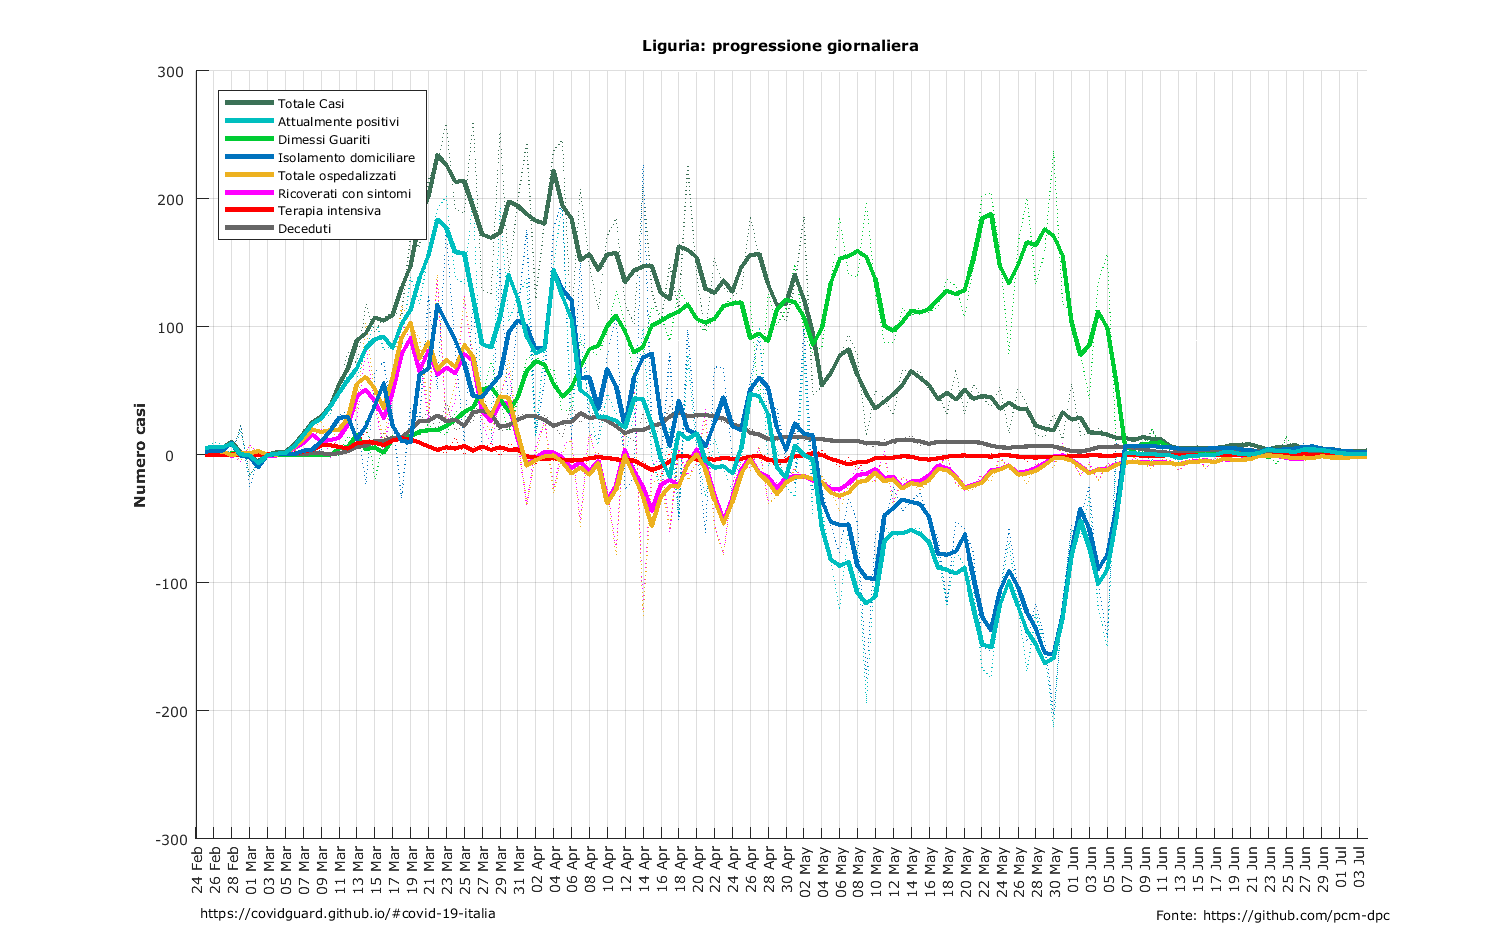 Liguria: progressione giornaliera
300
200
100
0
-100
-200
-300
Numero casi
Totale Casi
Attualmente positivi
Dimessi Guariti
Isolamento domiciliare
Totale ospedalizzati
Ricoverati con sintomi
Terapia intensiva
Deceduti
24 Feb
26 Feb
28 Feb
01 Mar
03 Mar
05 Mar
07 Mar
09 Mar
11 Mar
13 Mar
15 Mar
17 Mar
19 Mar
21 Mar
23 Mar
25 Mar
27 Mar
29 Mar
31 Mar
02 Apr
04 Apr
06 Apr
08 Apr
10 Apr
12 Apr
14 Apr
16 Apr
18 Apr
20 Apr
22 Apr
24 Apr
26 Apr
28 Apr
30 Apr
02 May
04 May
06 May
08 May
10 May
12 May
14 May
16 May
18 May
20 May
22 May
24 May
26 May
28 May
30 May
01 Jun
03 Jun
05 Jun
07 Jun
09 Jun
11 Jun
13 Jun
15 Jun
17 Jun
19 Jun
21 Jun
23 Jun
25 Jun
27 Jun
29 Jun
01 Jul
03 Jul
https://covidguard.github.io/#covid-19-italia
Fonte: https://github.com/pcm-dpc